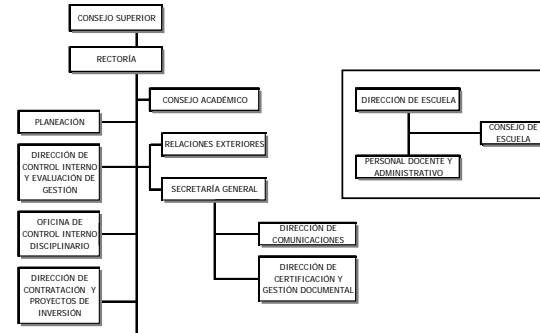 CONSEJO SUPERIOR
RECTORÍA
CONSEJO ACADÉMICO
PLANEACIÓN
RELACIONES EXTERIORES
DIRECCIÓN DE
CONTROL INTERNO
Y EVALUACIÓN DE
GESTIÓN
SECRETARÍA GENERAL
OFICINA DE
CONTROL INTERNO
DISCIPLINARIO
DIRECCIÓN DE
COMUNICACIONES
DIRECCIÓN DE
CONTRATACIÓN Y
PROYECTOS DE
INVERSIÓN
DIRECCIÓN DE
CERTIFICACIÓN Y
GESTIÓN DOCUMENTAL
DIRECCIÓN DE ESCUELA
CONSEJO DE
ESCUELA
PERSONAL DOCENTE Y
ADMINISTRATIVO